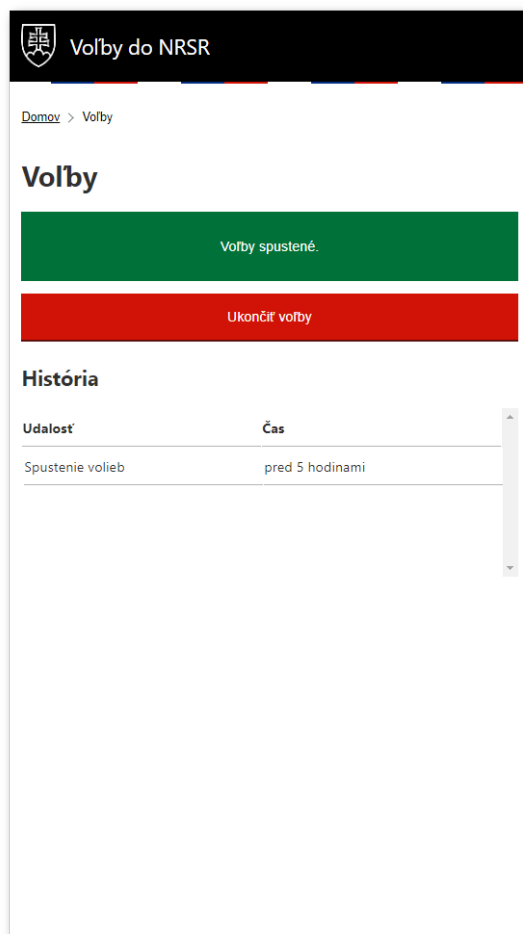 Voľby do NRSR
Domov > Voľby
Voľby
Voľby spustené.
Ukončiť voľby
História
Udalosť Čas
Spustenie volieb pred 5 hodinami